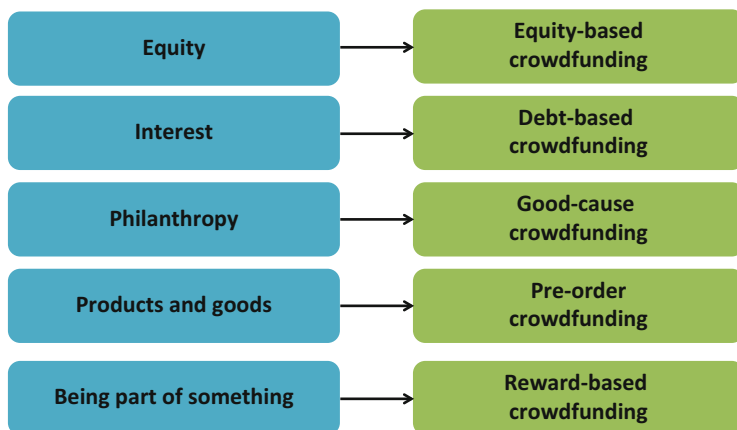 Equity
Equity-based
crowdfunding
Interest
Debt-based
crowdfunding
Philanthropy
Good-cause
crowdfunding
Products and goods
Pre-order
crowdfunding
Being part of something
Reward-based
crowdfunding